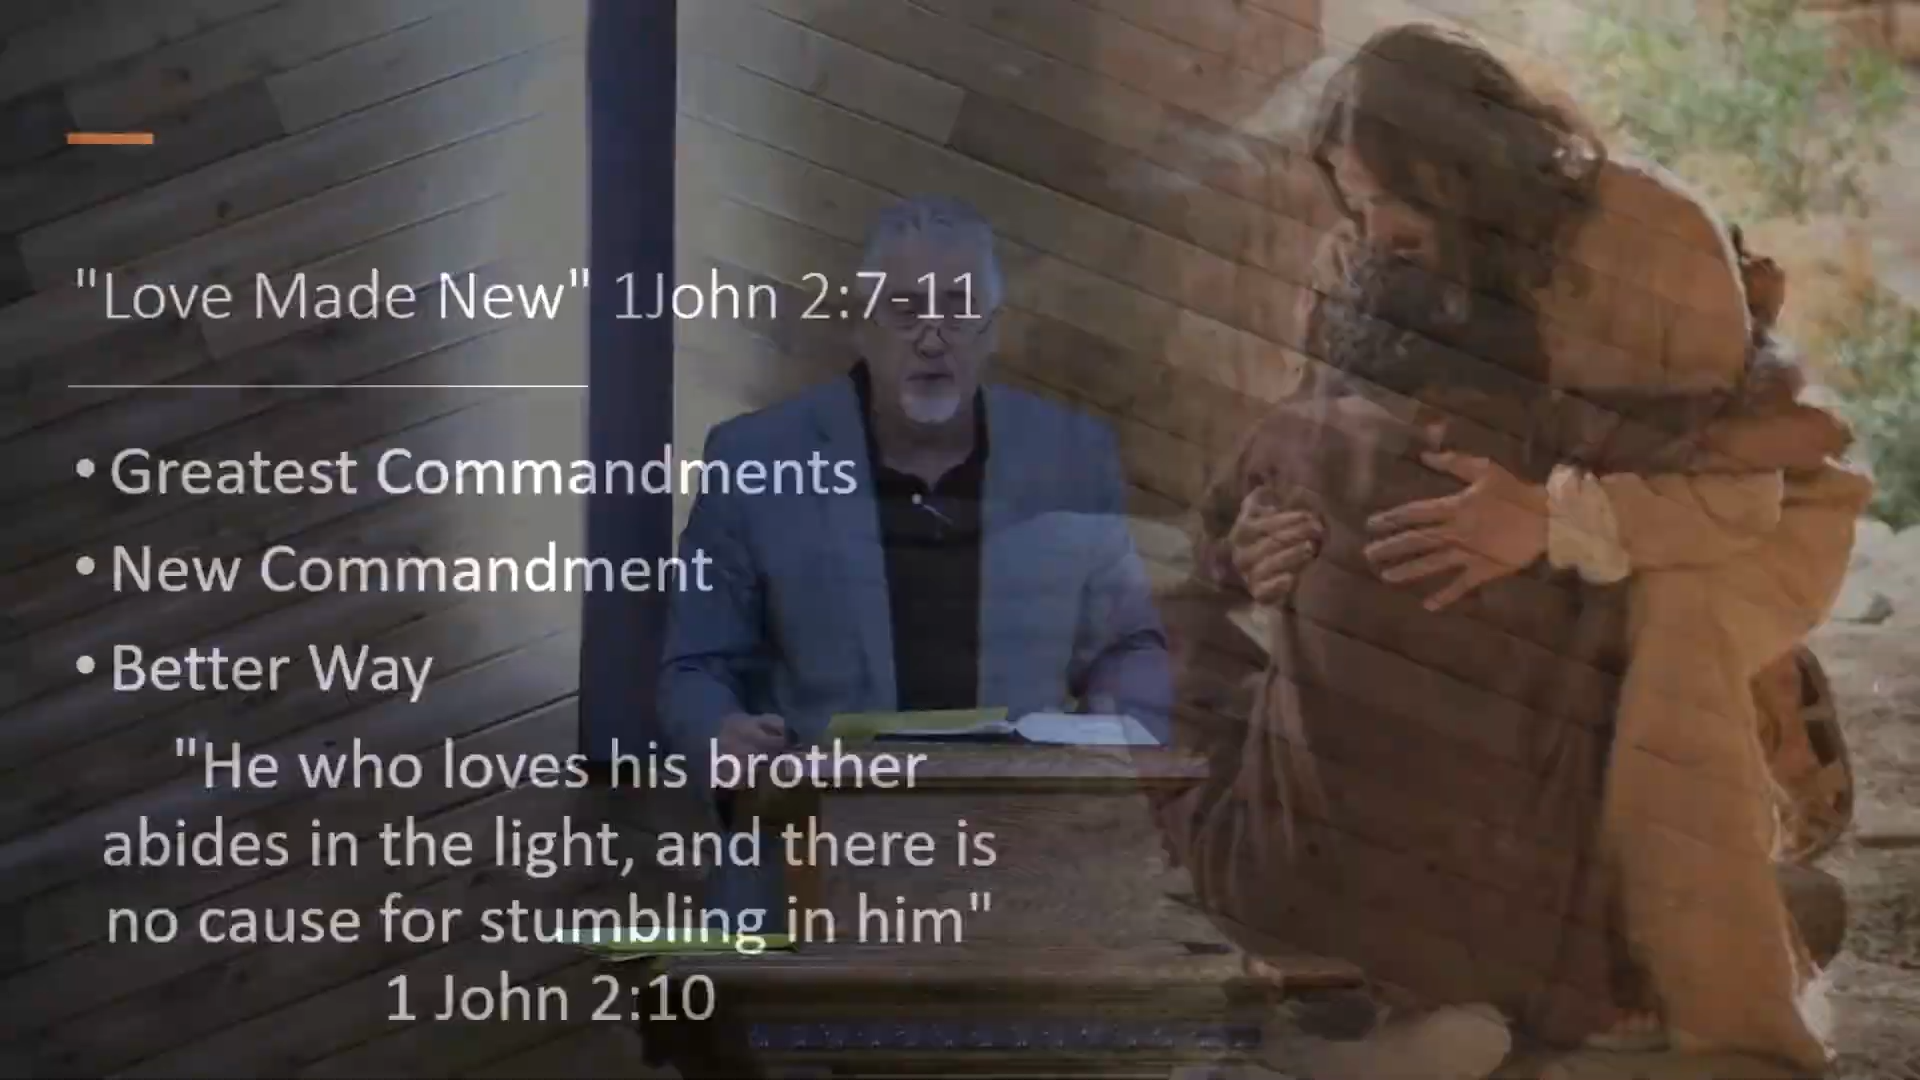 "Love Made New" 1John 2:7-11
• Greatest Commandments
• New Commandment
• Better Way
"He who loves his brother
abides in the light, and there is
no cause for stumbling in him"
1 John 2:10